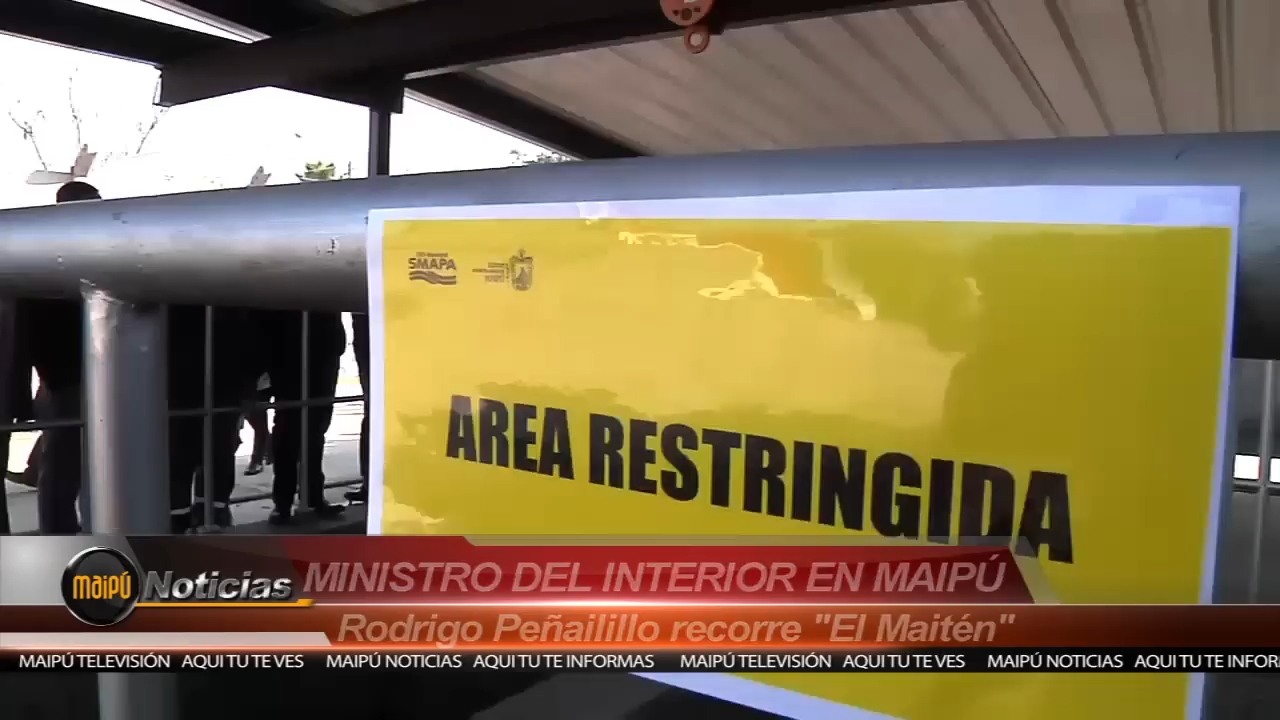 SMAPA
AREA RESTRINGIDA
MAIPÚ Noticias
MINISTRO DEL INTERIOR EN MAIPÚ
Rodrigo Peñailillo recorre "El Maitén"
MAIPÚ TELEVISIÓN AQUI TU TE VES MAIPÚ NOTICIAS AQUI TU TE INFORMAS MAIPÚ TELEVISIÓN AQUI TU TE VES MAIPÚ NOTICIAS AQUI TU TE INFOR